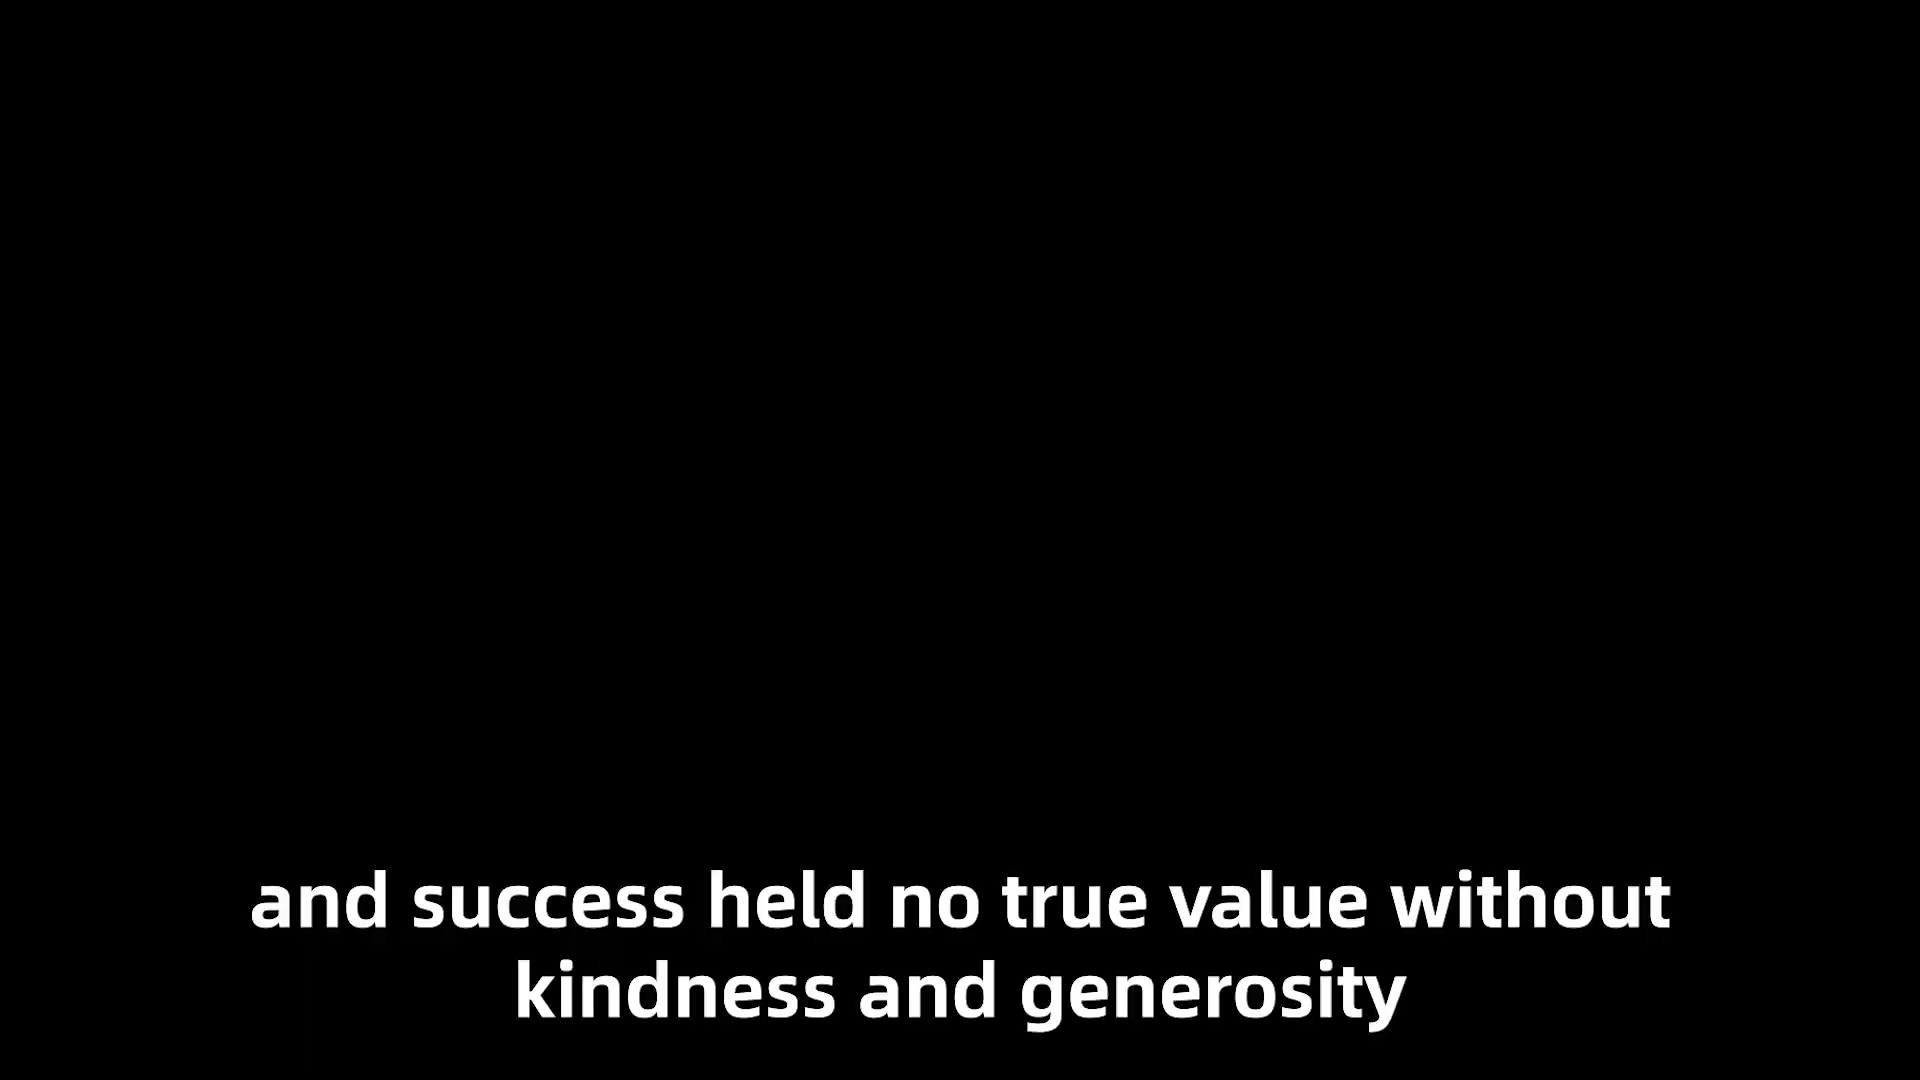 and success held no true value without
kindness and generosity